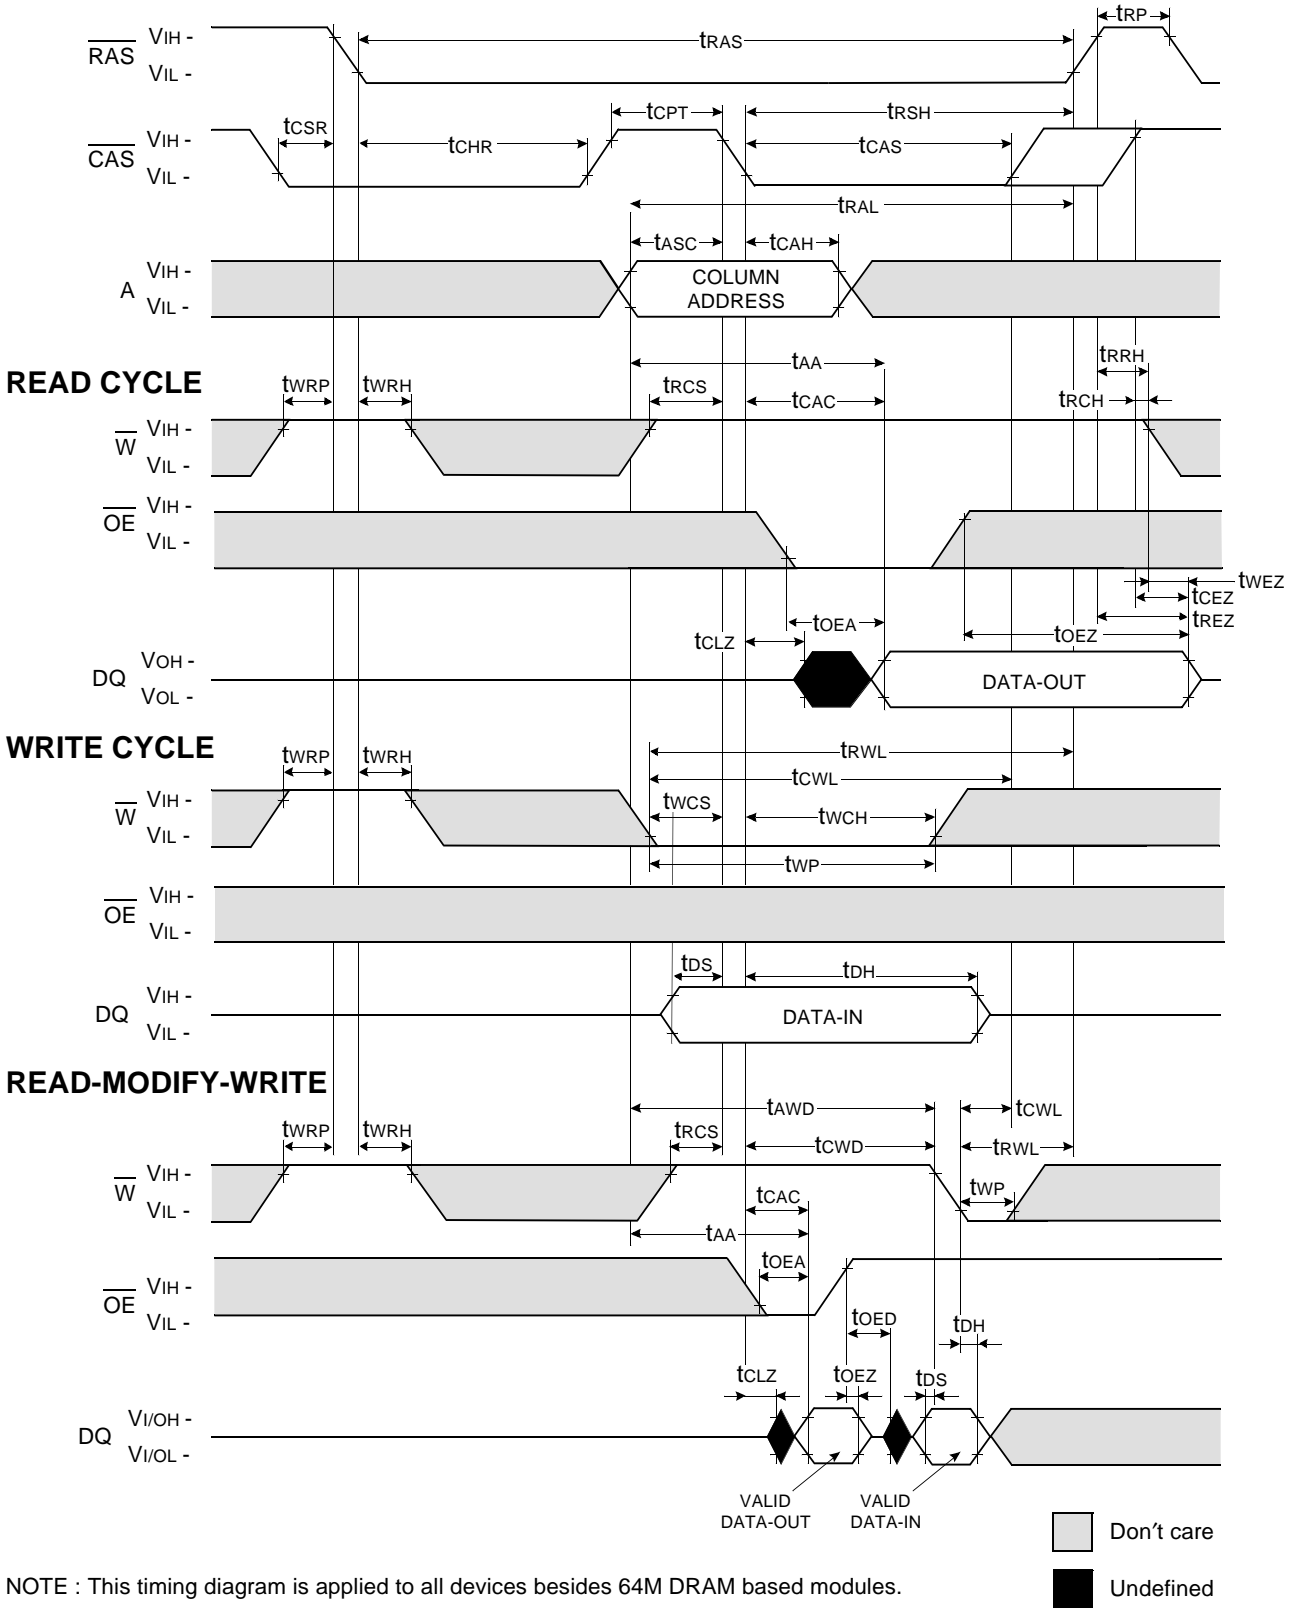 tRP
RAS
VIH -
tRAS
VIL -
tCPT
tRSH
CAS
VIH -
tCSR
tCHR
tCAS
VIL -
tRAL
tASC
tCAH
A
VIH -
COLUMN
ADDRESS
VIL -
tAA
tRRH
READ CYCLE
tWRP
tWRH
tRCS
tCAC
tRCH
W
VIH -
VIL -
OE
VIH -
VIL -
tWEZ
tCEZ
tOEA
tREZ
tCLZ
tOEZ
DQ
VOH -
DATA-OUT
VOL -
WRITE CYCLE
tWRP
tWRH
tRWL
tCWL
W
VIH -
tWCS
tWCH
VIL -
tWP
OE
VIH -
VIL -
tDS
tDH
DQ
VIH -
DATA-IN
VIL -
READ-MODIFY-WRITE
tAWD
tCWL
tWRP
tWRH
tRCS
tCWD
tRWL
W
VIH -
tCAC
tWP
VIL -
tAA
OE
VIH -
tOEA
VIL -
tOED
tDH
tCLZ
tOEZ
tDS
DQ
VI/OH -
VI/OL -
VALID
DATA-OUT
VALID
DATA-IN
Don′t care
NOTE : This timing diagram is applied to all devices besides 64M DRAM based modules.
Undefined